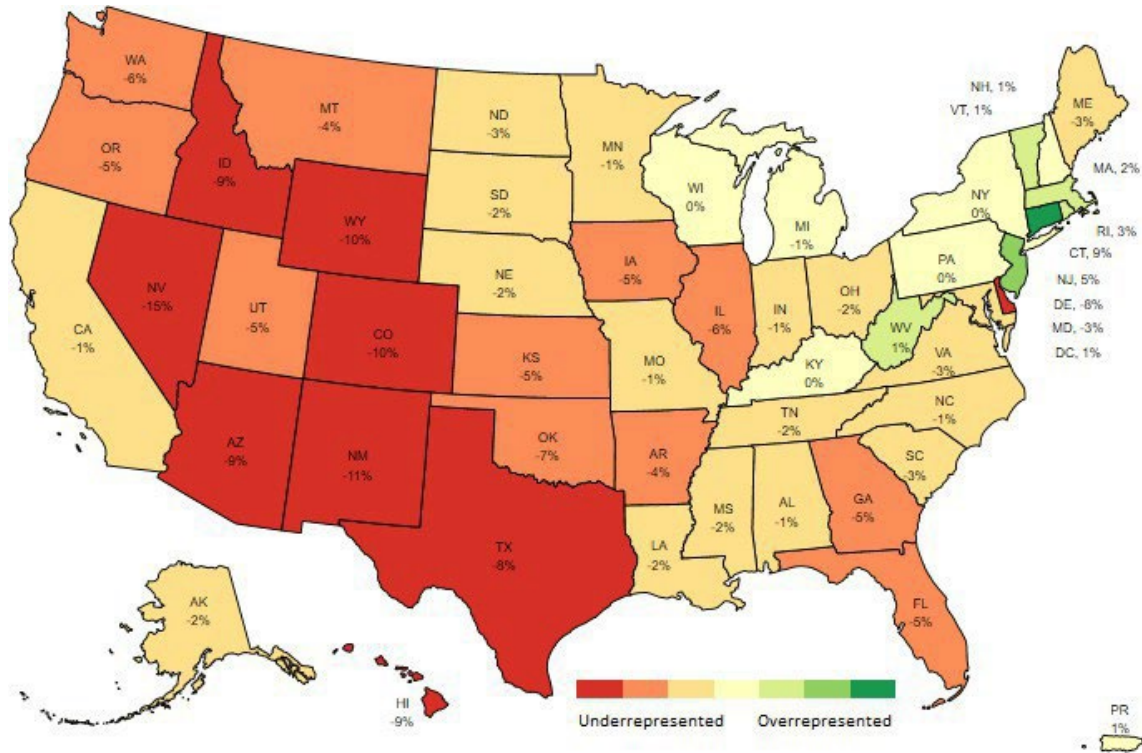 WA
-6%
MT
-4%
ND
-3%
MN
-1%
NH, 1%
VT, 1%
ME
-3%
OR
-5%
ID
-9%
WY
-10%
SD
-2%
WI
0%
MI
-1%
NY
0%
MA, 2%
RI, 3%
CT, 9%
NJ, 5%
DE, -8%
MD, -3%
DC, 1%
NV
-15%
UT
-5%
CO
-10%
NE
-2%
IA
-5%
IL
-6%
IN
-1%
OH
-2%
PA
0%
WV
1%
VA
-3%
CA
-1%
KS
-5%
MO
-1%
KY
0%
NC
-1%
TN
-2%
AZ
-9%
NM
-11%
OK
-7%
AR
-4%
SC
-3%
MS
-2%
AL
-1%
GA
-5%
TX
-8%
LA
-2%
FL
-5%
AK
-2%
HI
-9%
Underrepresented Overrepresented
PR
1%